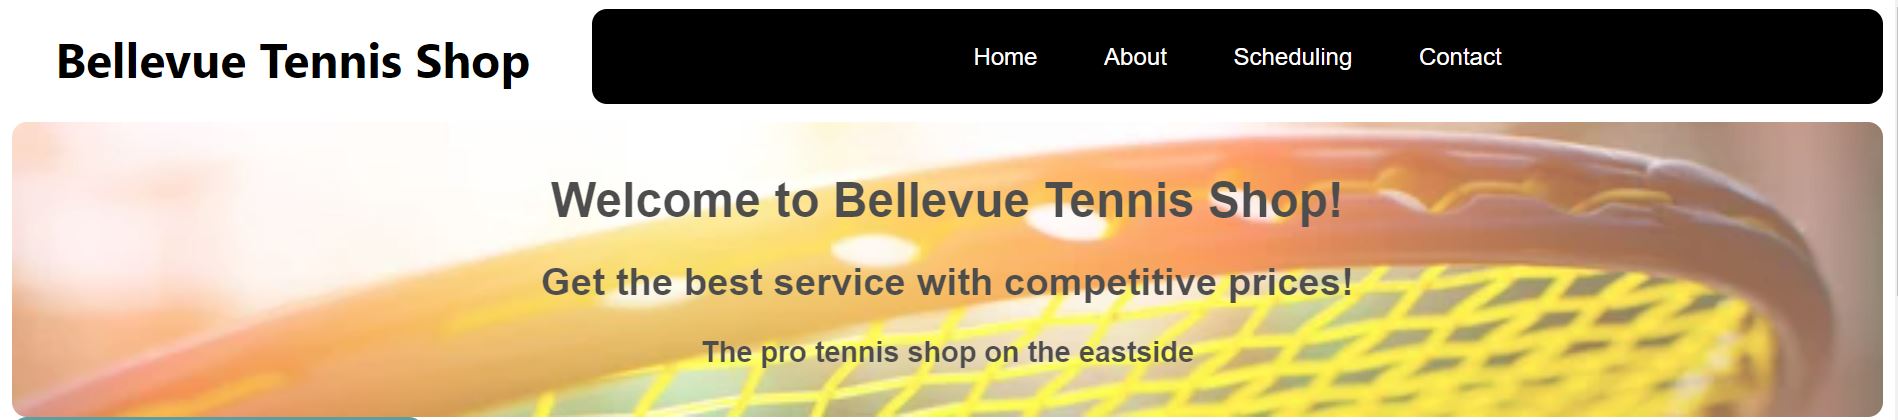 Bellevue Tennis Shop
Home About Scheduling Contact
Welcome to Bellevue Tennis Shop!
Get the best service with competitive prices!
The pro tennis shop on the eastside